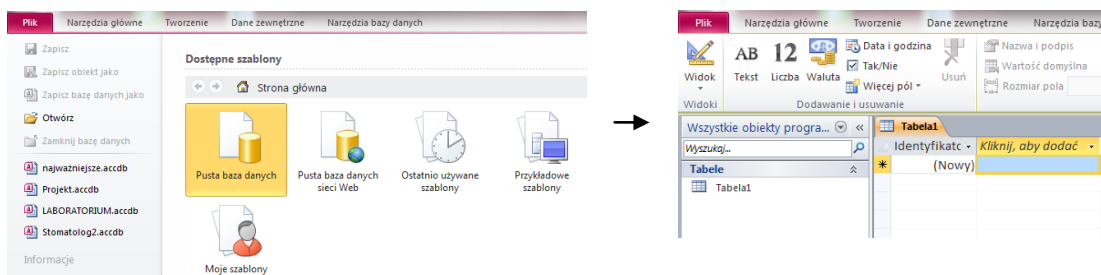 Plik Narzędzia główne Tworzenie Dane zewnętrzne Narzędzia bazy danych
Zapisz
Zapisz obiekt jako
Zapisz bazę danych jako
Otwórz
Zamknij bazę danych
najważniejsze.accdb
Projekt.accdb
LABORATORIUM.accdb
Stomatolog2.accdb
Informacje
Dostępne szablony
Strona główna
Pusta baza danych
Pusta baza danych
sieci Web
Ostatnio używane
szablony
Przykładowe
szablony
Moje szablony
Plik Narzędzia główne Tworzenie Dane zewnętrzne Narzędzia bazy
Widok
AB
Tekst
12
Liczba
Waluta
Data i godzina
Tak/Nie
Więcej pól
Usuń
Nazwa i podpis
Wartość domyślna
Rozmiar pola
Widoki
Dodawanie i usuwanie
Wszystkie obiekty progra...
Wyszukaj...
Tabele
Tabela1
Tabela1
Identyfikatc Kliknij, aby dodać
(Nowy)